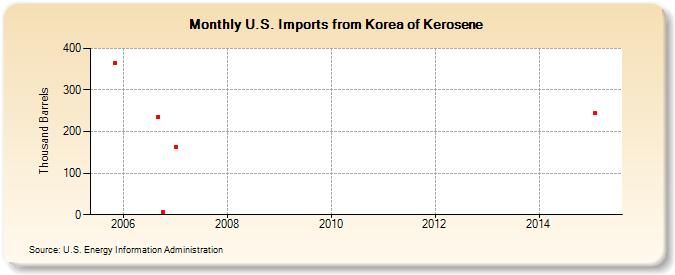 Monthly U.S. Imports from Korea of Kerosene
Thousand Barrels
400
300
200
100
0
2006 2008 2010 2012 2014
Source: U.S. Energy Information Administration